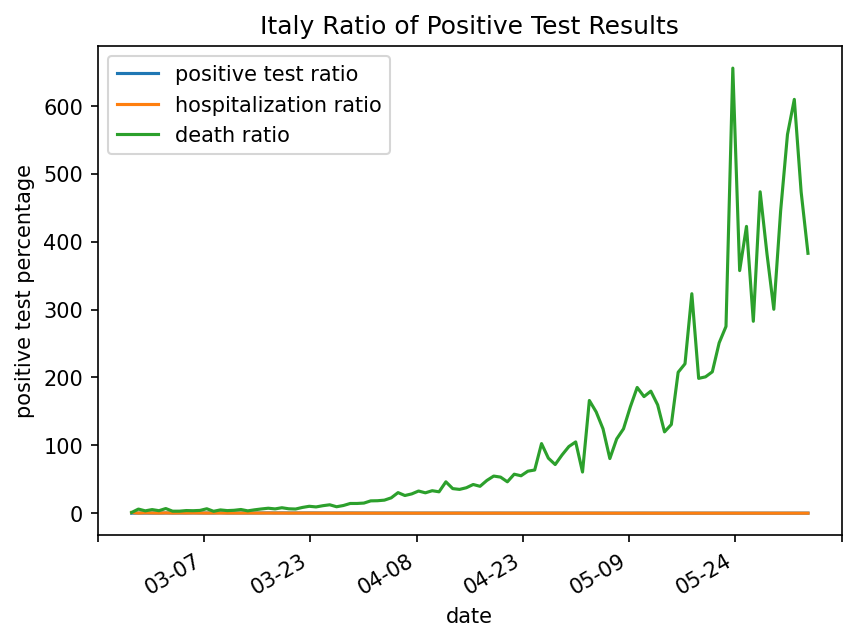 Italy Ratio of Positive Test Results
positive test ratio
hospitalization ratio
death ratio
positive test percentage
600
500
400
300
200
100
0
03-07
03-23
04-08
04-23
05-09
05-24
date